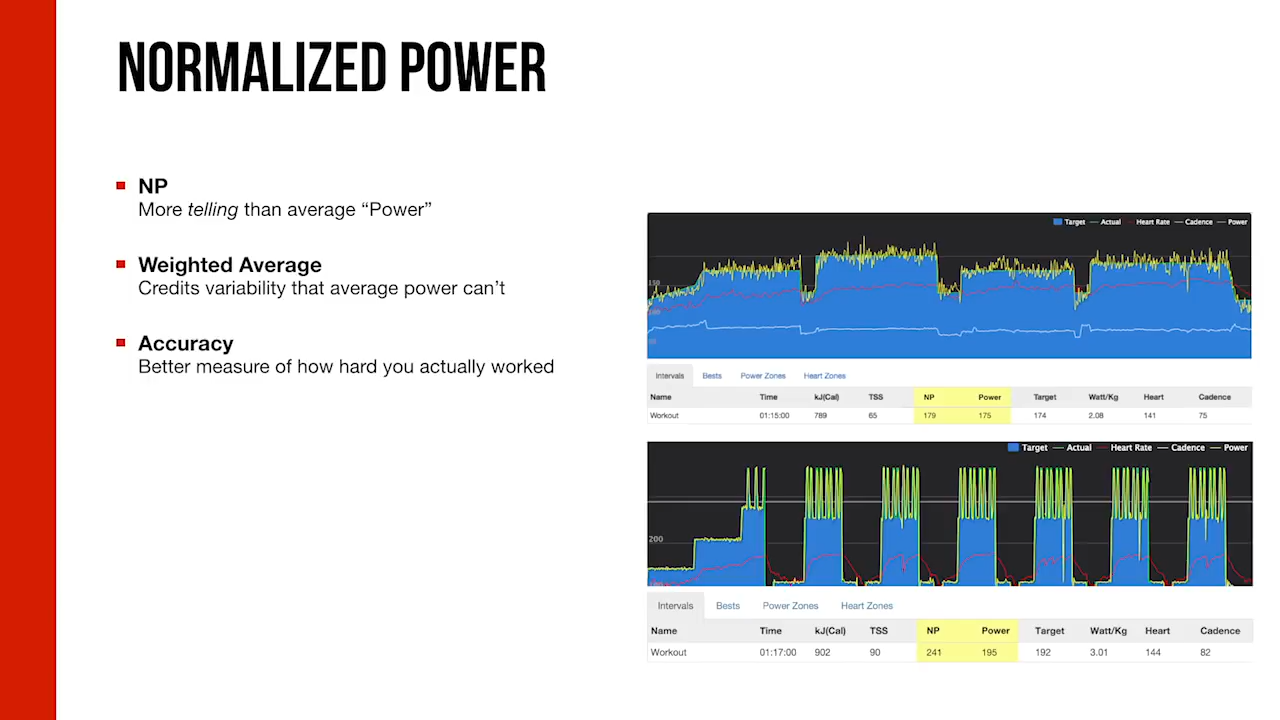 NORMALIZED POWER
NP
More telling than average “Power”
Weighted Average
Credits variability that average power can’t
Accuracy
Better measure of how hard you actually worked
Target Actual Heart Rate Cadence Power
150
Intervals Bests Power Zones Heart Zones
Name Time kJ(Cal) TSS NP Power Target Watt/Kg Heart Cadence
Workout 01:15:00 789 65 179 175 174 2.08 141 75
Target Actual Heart Rate Cadence Power
200
Intervals Bests Power Zones Heart Zones
Name Time kJ(Cal) TSS NP Power Target Watt/Kg Heart Cadence
Workout 01:17:00 902 90 241 195 192 3.01 144 82